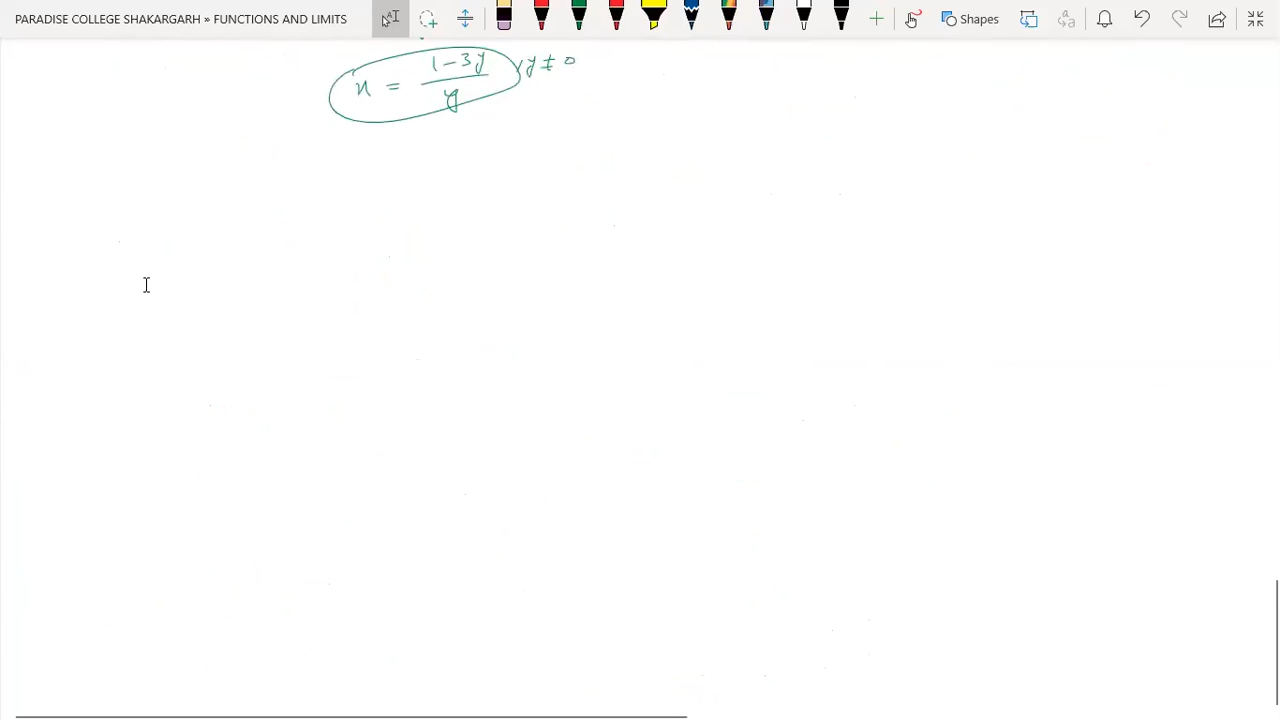 PARADISE COLLEGE SHAKARGARH » FUNCTIONS AND LIMITS
Shapes
x = (1-3y)/y, y ≠ 0